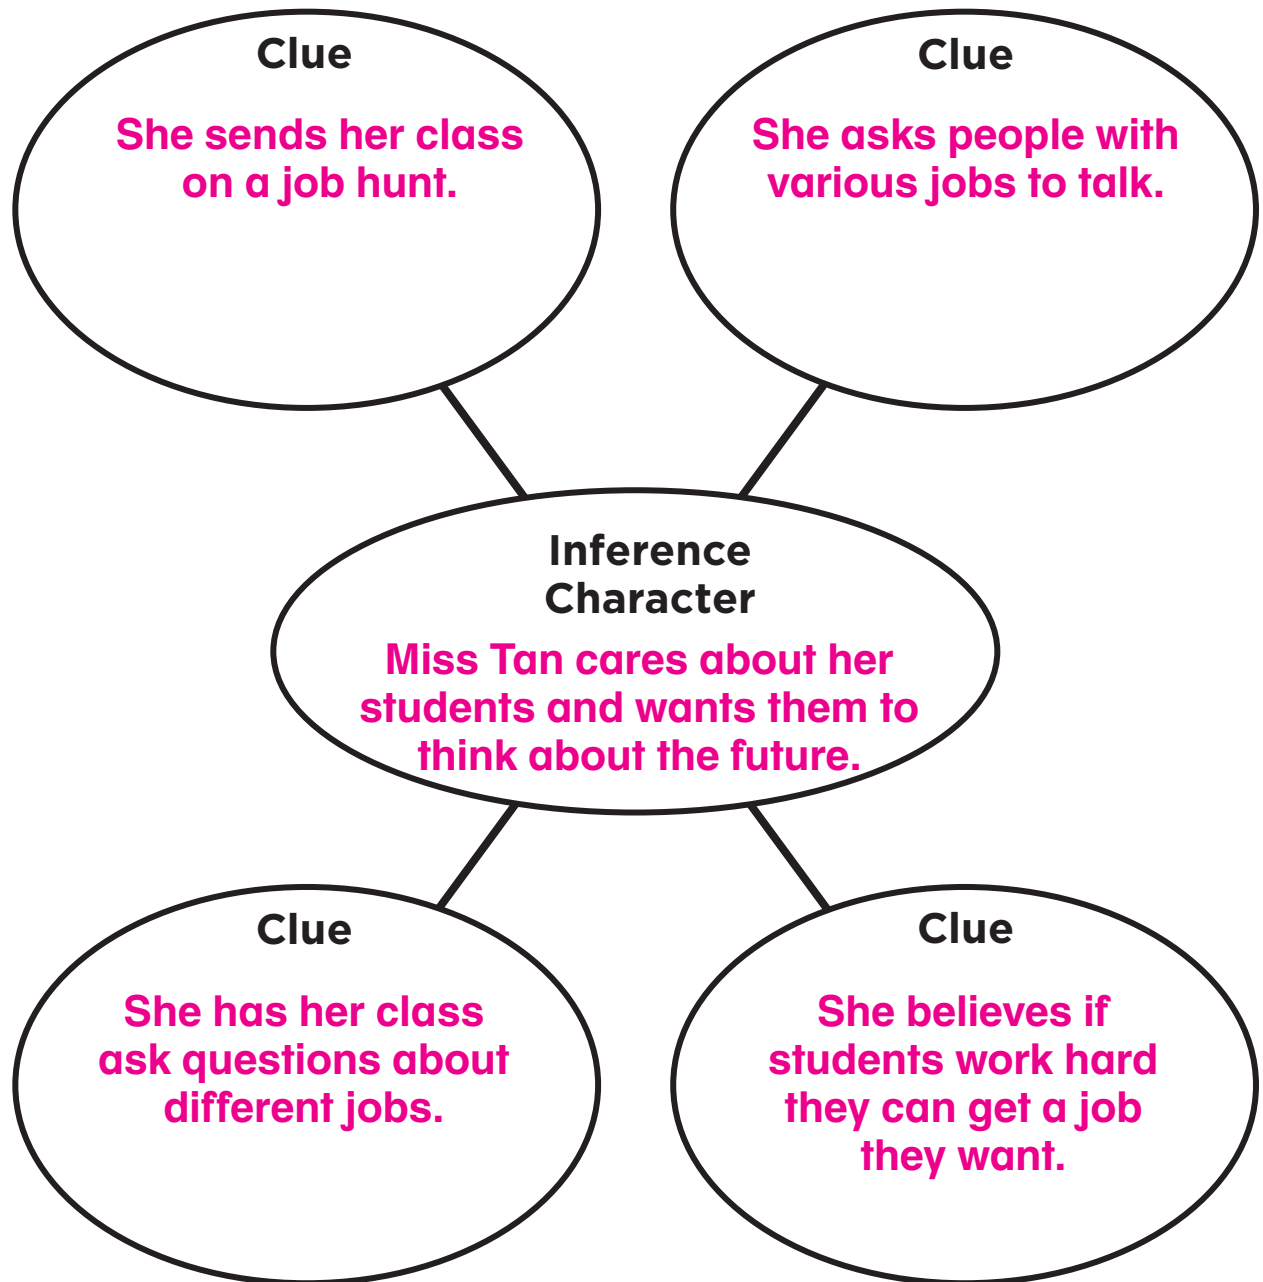 Clue
She sends her class
on a job hunt.
Clue
She asks people with
various jobs to talk.
Inference
Character
Miss Tan cares about her
students and wants them to
think about the future.
Clue
She has her class
ask questions about
different jobs.
Clue
She believes if
students work hard
they can get a job
they want.